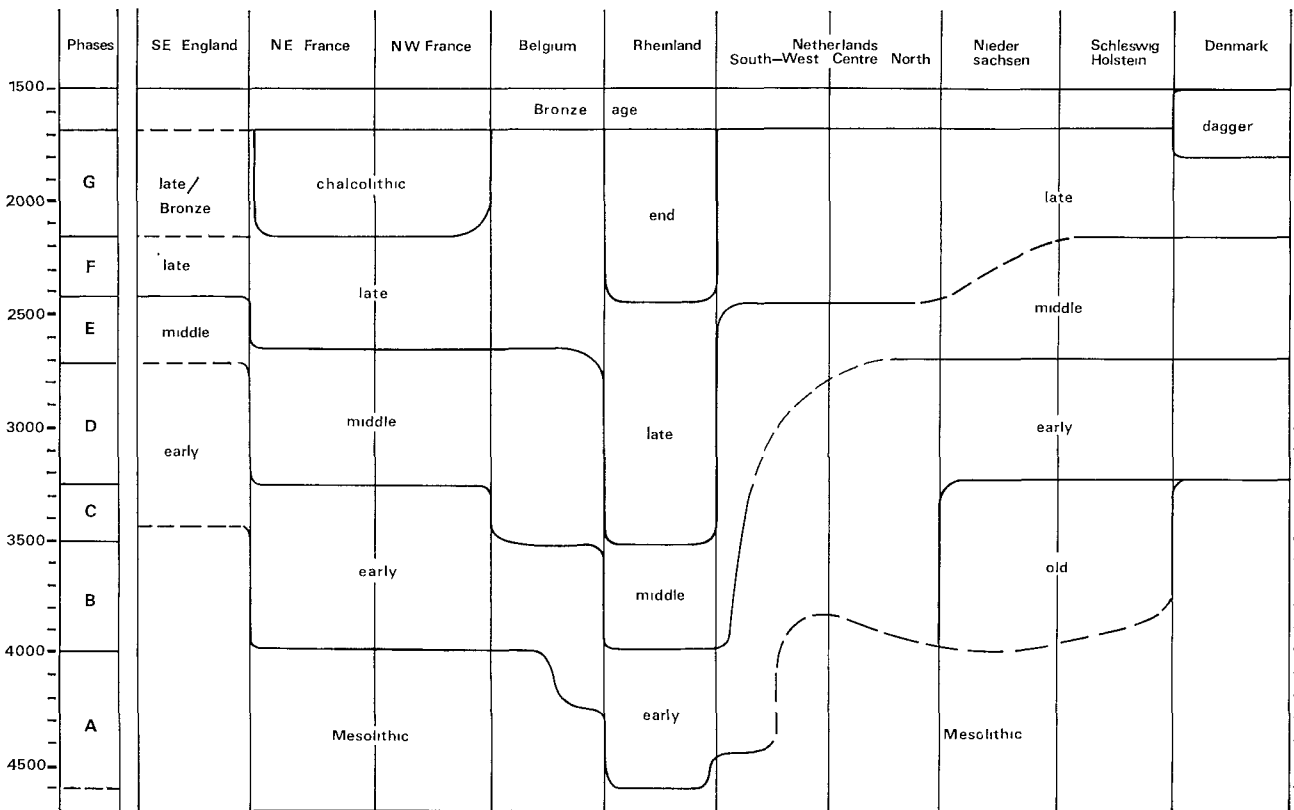 Phases SE England NE France NW France Belgium Rheinland Netherlands Nieder Schleswig Denmark
South–West Centre North sachsen Holstein
1500
Bronze age
dagger
G late/ chalcolithic
Bronze
2000 late
end
F late
late
middle
2500
E middle
middle
D early late early
3000
C
3500
early old
B middle
4000
A early
Mesolithic Mesolithic
4500